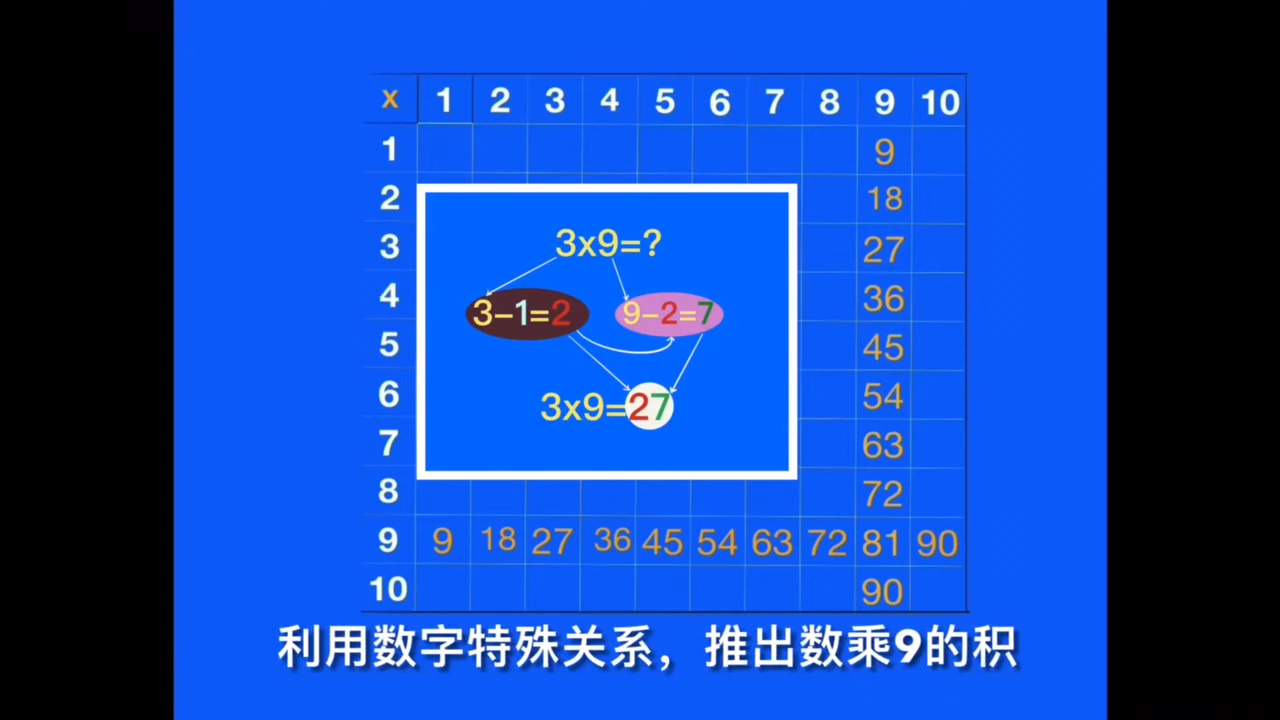 x 1 2 3 4 5 6 7 8 9 10
1 9
2 18
3 27
4 36
5 45
6 54
7 63
8 72
9 9 18 27 36 45 54 63 72 81 90
10 90
3x9=?
3-1=2 9-2=7
3x9=27
利用数字特殊关系，推出数乘9的积